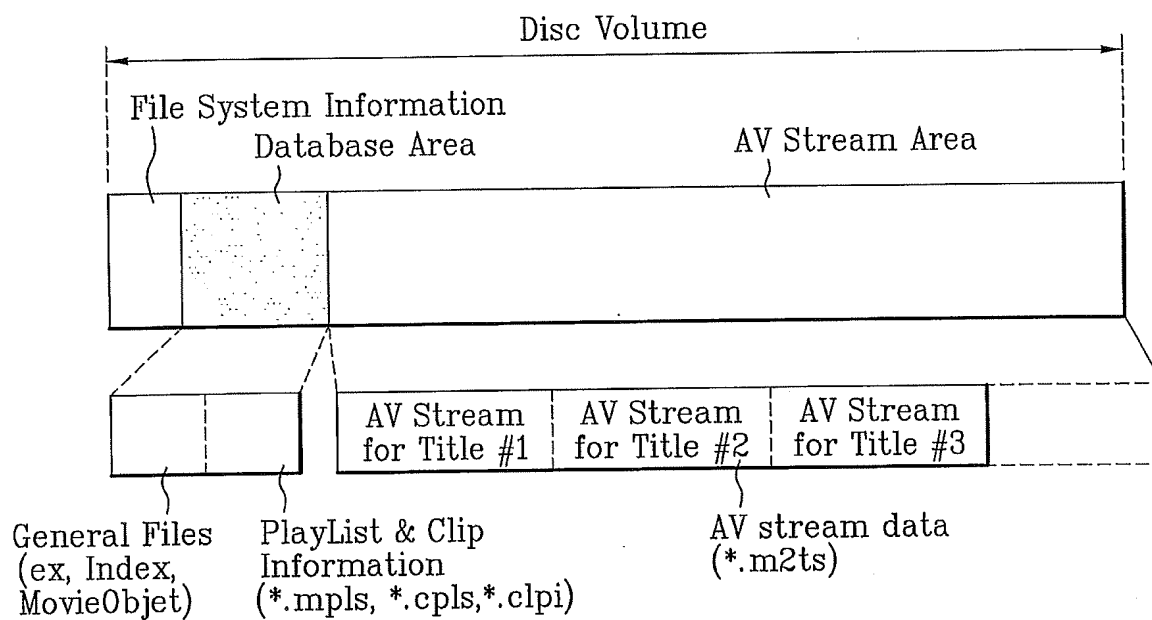 Disc Volume
File System Information
Database Area
AV Stream Area
AV Stream
for Title #1
AV Stream
for Title #2
AV Stream
for Title #3
General Files
(ex, Index,
MovieObjet)
PlayList & Clip
Information
(*.mpls, *.cpls,*.clpi)
AV stream data
(*.m2ts)